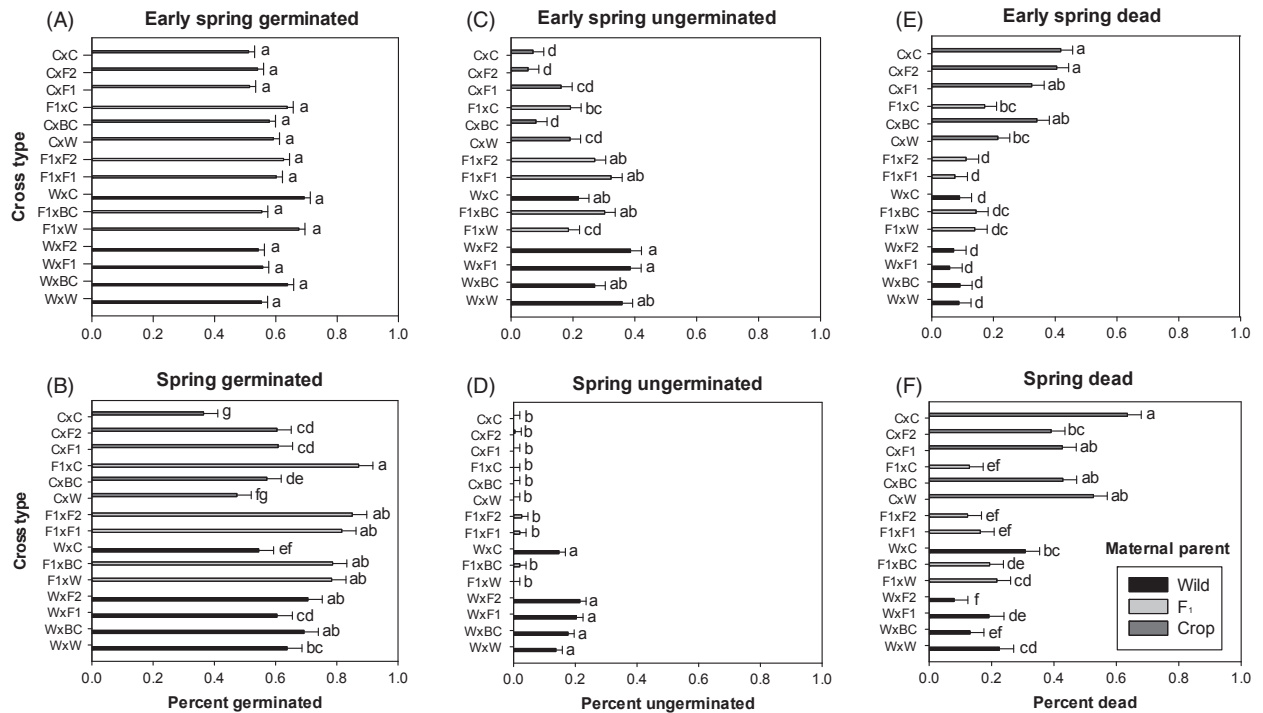 (A) Early spring germinated
Cross type
CxC a
CxF2 a
CxF1 a
F1xC a
CxBC a
CxW a
F1xF2 a
F1xF1 a
WxC a
F1xBC a
F1xW a
WxF2 a
WxF1 a
WxBC a
WxW a
0.0 0.2 0.4 0.6 0.8 1.0
(C) Early spring ungerminated
CxC d
CxF2 d
CxF1 cd
F1xC bc
CxBC d
CxW cd
F1xF2 ab
F1xF1 ab
WxC ab
F1xBC ab
F1xW cd
WxF2 a
WxF1 a
WxBC ab
WxW ab
0.0 0.2 0.4 0.6 0.8 1.0
(E) Early spring dead
CxC a
CxF2 a
CxF1 ab
F1xC bc
CxBC ab
CxW bc
F1xF2 d
F1xF1 d
WxC d
F1xBC dc
F1xW dc
WxF2 d
WxF1 d
WxBC d
WxW d
0.0 0.2 0.4 0.6 0.8 1.0
(B) Spring germinated
Cross type
CxC g
CxF2 cd
CxF1 cd
F1xC a
CxBC de
CxW fg
F1xF2 ab
F1xF1 ab
WxC ef
F1xBC ab
F1xW ab
WxF2 ab
WxF1 cd
WxBC ab
WxW bc
0.0 0.2 0.4 0.6 0.8 1.0
Percent germinated
(D) Spring ungerminated
CxC b
CxF2 b
CxF1 b
F1xC b
CxBC b
CxW b
F1xF2 b
F1xF1 b
WxC a
F1xBC b
F1xW b
WxF2 a
WxF1 a
WxBC a
WxW a
0.0 0.2 0.4 0.6 0.8 1.0
Percent ungerminated
(F) Spring dead
CxC a
CxF2 bc
CxF1 ab
F1xC ef
CxBC ab
CxW ab
F1xF2 ef
F1xF1 ef
WxC bc
F1xBC de
F1xW cd
WxF2 f
WxF1 de
WxBC ef
WxW cd
0.0 0.2 0.4 0.6 0.8 1.0
Percent dead
Maternal parent
Wild
F₁
Crop